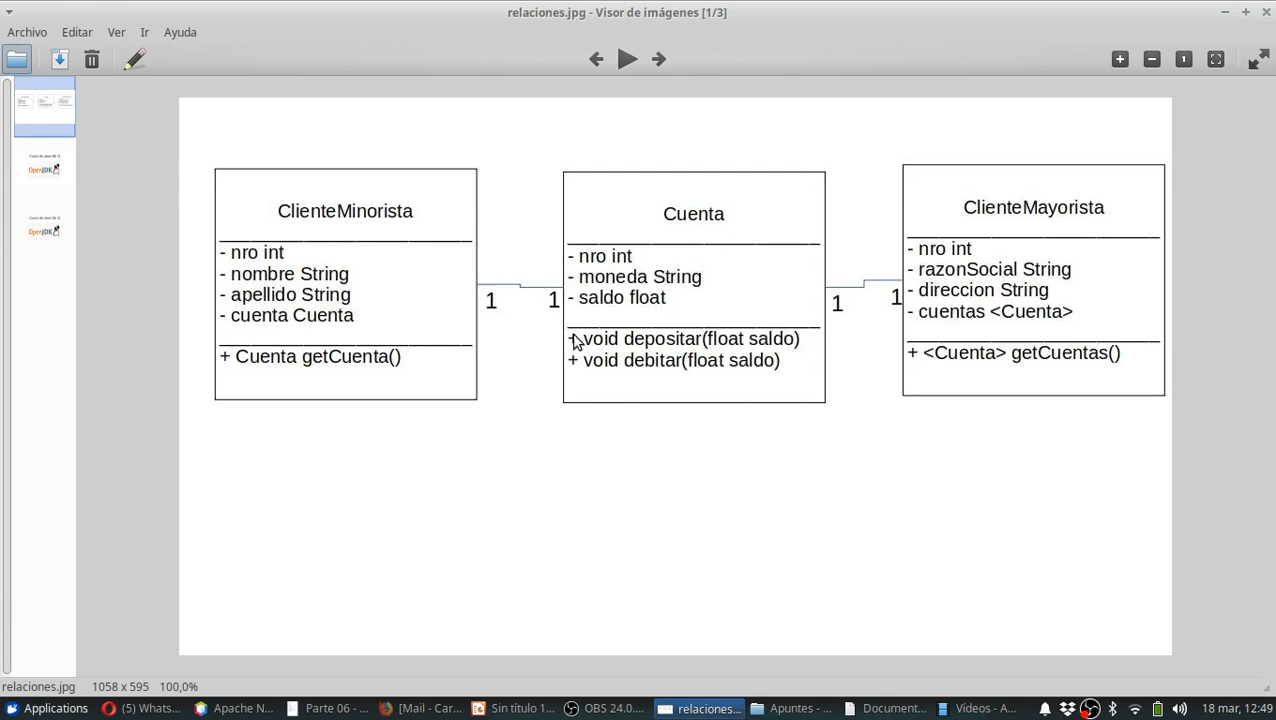 relaciones.jpg - Visor de imágenes [1/3]
Archivo Editar Ver Ir Ayuda
ClienteMinorista
- nro int
- nombre String
- apellido String
- cuenta Cuenta
+ Cuenta getCuenta()
1
1
Cuenta
- nro int
- moneda String
- saldo float
+ void depositar(float saldo)
+ void debitar(float saldo)
1
1
ClienteMayorista
- nro int
- razonSocial String
- direccion String
- cuentas <Cuenta>
+ <Cuenta> getCuentas()
OpenJDK
OpenJDK
relaciones.jpg 1058 x 595 100,0%
Applications (5) Whats... Apache N... Parte 06 - ... [Mail - Car... Sin título 1... OBS 24.0.... relaciones... Apuntes - ... Document... Vídeos - A... 18 mar, 12:49